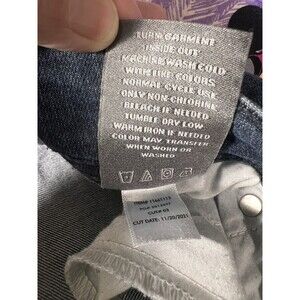 TURN GARMENT
INSIDE OUT
MACHINE WASH COLD
WITH LIKE COLORS
NORMAL CYCLE USE
ONLY NON-CHLORINE
BLEACH IF NEEDED
TUMBLE DRY LOW
WARM IRON IF NEEDED
COLOR MAY TRANSFER
WHEN WORN OR
WASHED
CUT# 03
CUT DATE: 11/20/2021